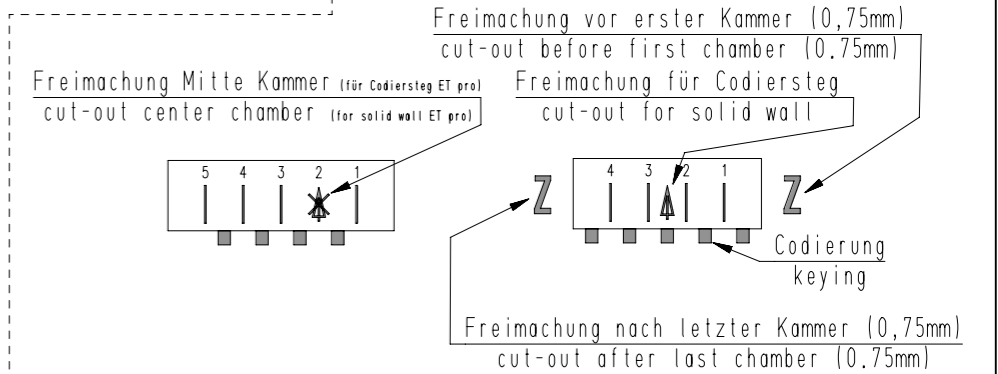 Freimachung vor erster Kammer (0,75mm)
cut-out before first chamber (0.75mm)
Freimachung Mitte Kammer (für Codiersteg ET pro)
cut-out center chamber (for solid wall ET pro)
Freimachung für Codiersteg
cut-out for solid wall
5 4 3 2 1
Z
4 3 2 1
Z
Codierung
keying
Freimachung nach letzter Kammer (0,75mm)
cut-out after last chamber (0.75mm)